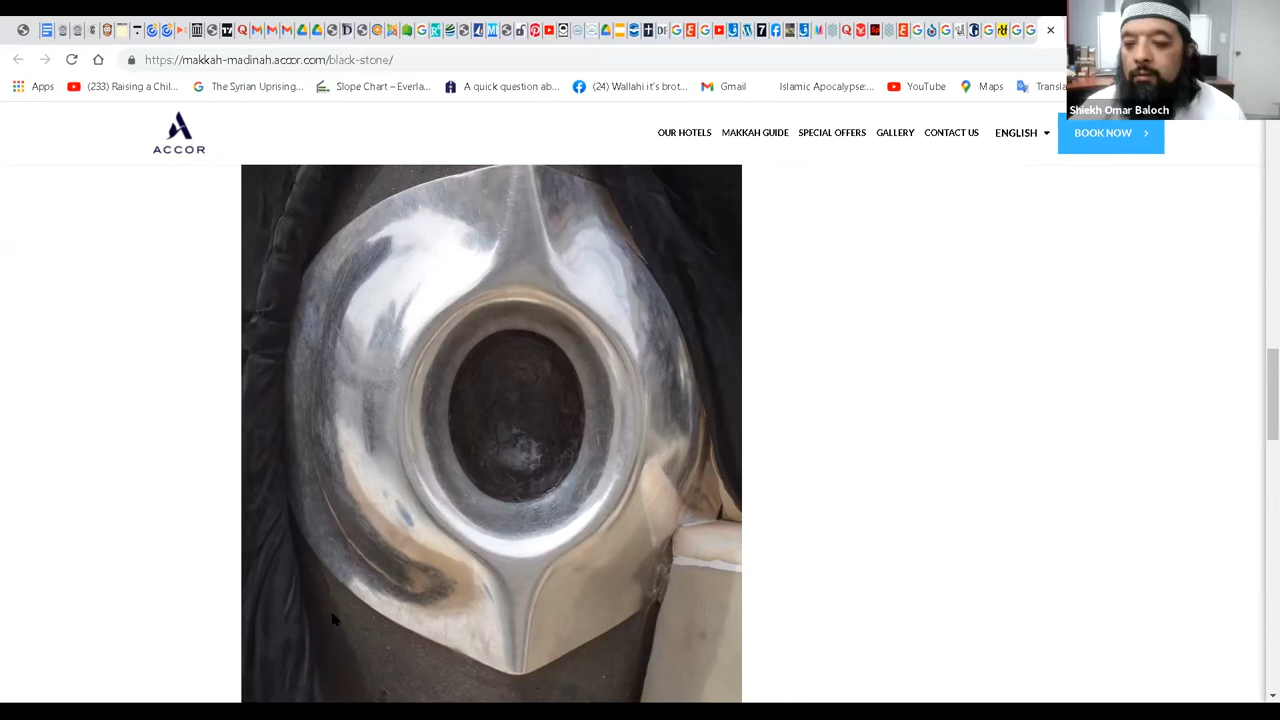 https://makkah-madinah.accor.com/black-stone/
Apps (233) Raising a Chil... The Syrian Uprising... Slope Chart – Everla... A quick question ab... (24) Wallahi it's brot... Gmail Islamic Apocalypse:... YouTube Maps Transla
Shiekh Omar Baloch
ACCOR
OUR HOTELS MAKKAH GUIDE SPECIAL OFFERS GALLERY CONTACT US ENGLISH BOOK NOW